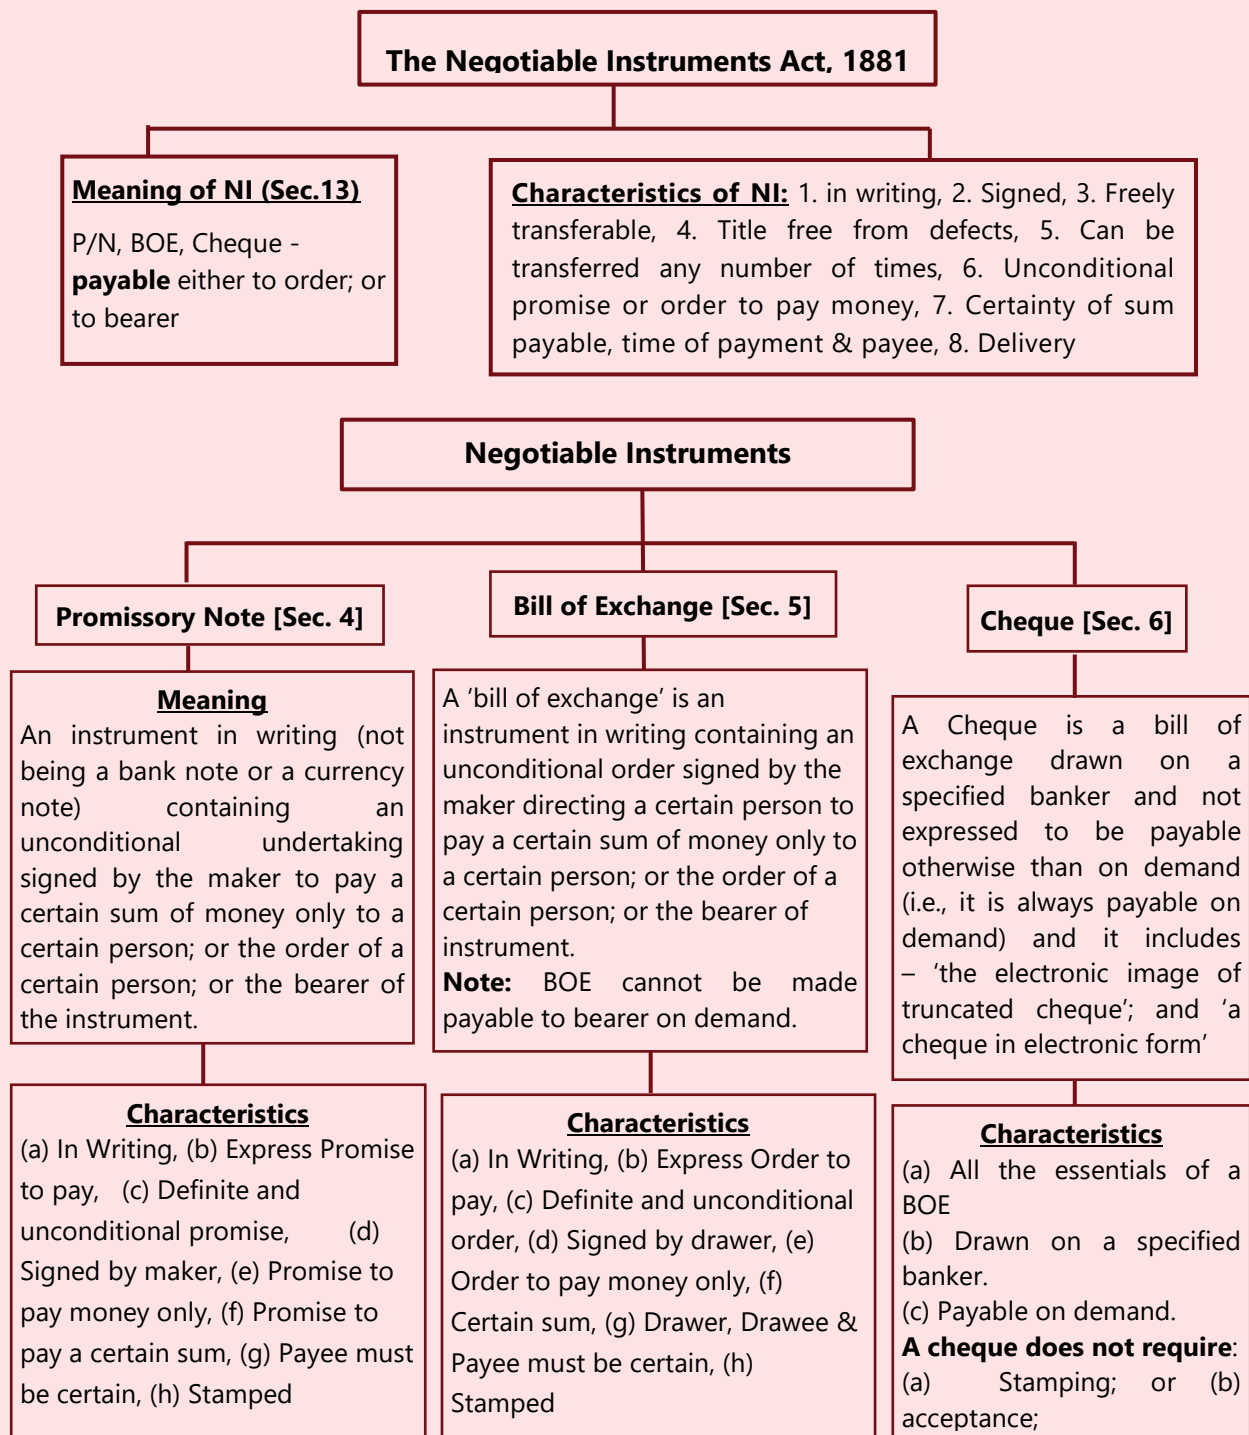 The Negotiable Instruments Act, 1881
Meaning of NI (Sec.13)
P/N, BOE, Cheque -
payable either to order; or
to bearer
Characteristics of NI: 1. in writing, 2. Signed, 3. Freely
transferable, 4. Title free from defects, 5. Can be
transferred any number of times, 6. Unconditional
promise or order to pay money, 7. Certainty of sum
payable, time of payment & payee, 8. Delivery
Negotiable Instruments
Promissory Note [Sec. 4]
Meaning
An instrument in writing (not
being a bank note or a currency
note) containing an
unconditional undertaking
signed by the maker to pay a
certain sum of money only to a
certain person; or the order of a
certain person; or the bearer of
the instrument.
Characteristics
(a) In Writing, (b) Express Promise
to pay, (c) Definite and
unconditional promise, (d)
Signed by maker, (e) Promise to
pay money only, (f) Promise to
pay a certain sum, (g) Payee must
be certain, (h) Stamped
Bill of Exchange [Sec. 5]
A ‘bill of exchange’ is an
instrument in writing containing an
unconditional order signed by the
maker directing a certain person to
pay a certain sum of money only to
a certain person; or the order of a
certain person; or the bearer of
instrument.
Note: BOE cannot be made
payable to bearer on demand.
Characteristics
(a) In Writing, (b) Express Order to
pay, (c) Definite and unconditional
order, (d) Signed by drawer, (e)
Order to pay money only, (f)
Certain sum, (g) Drawer, Drawee &
Payee must be certain, (h)
Stamped
Cheque [Sec. 6]
A Cheque is a bill of
exchange drawn on a
specified banker and not
expressed to be payable
otherwise than on demand
(i.e., it is always payable on
demand) and it includes
– ‘the electronic image of
truncated cheque’; and ‘a
cheque in electronic form’
Characteristics
(a) All the essentials of a
BOE
(b) Drawn on a specified
banker.
(c) Payable on demand.
A cheque does not require:
(a) Stamping; or (b)
acceptance;